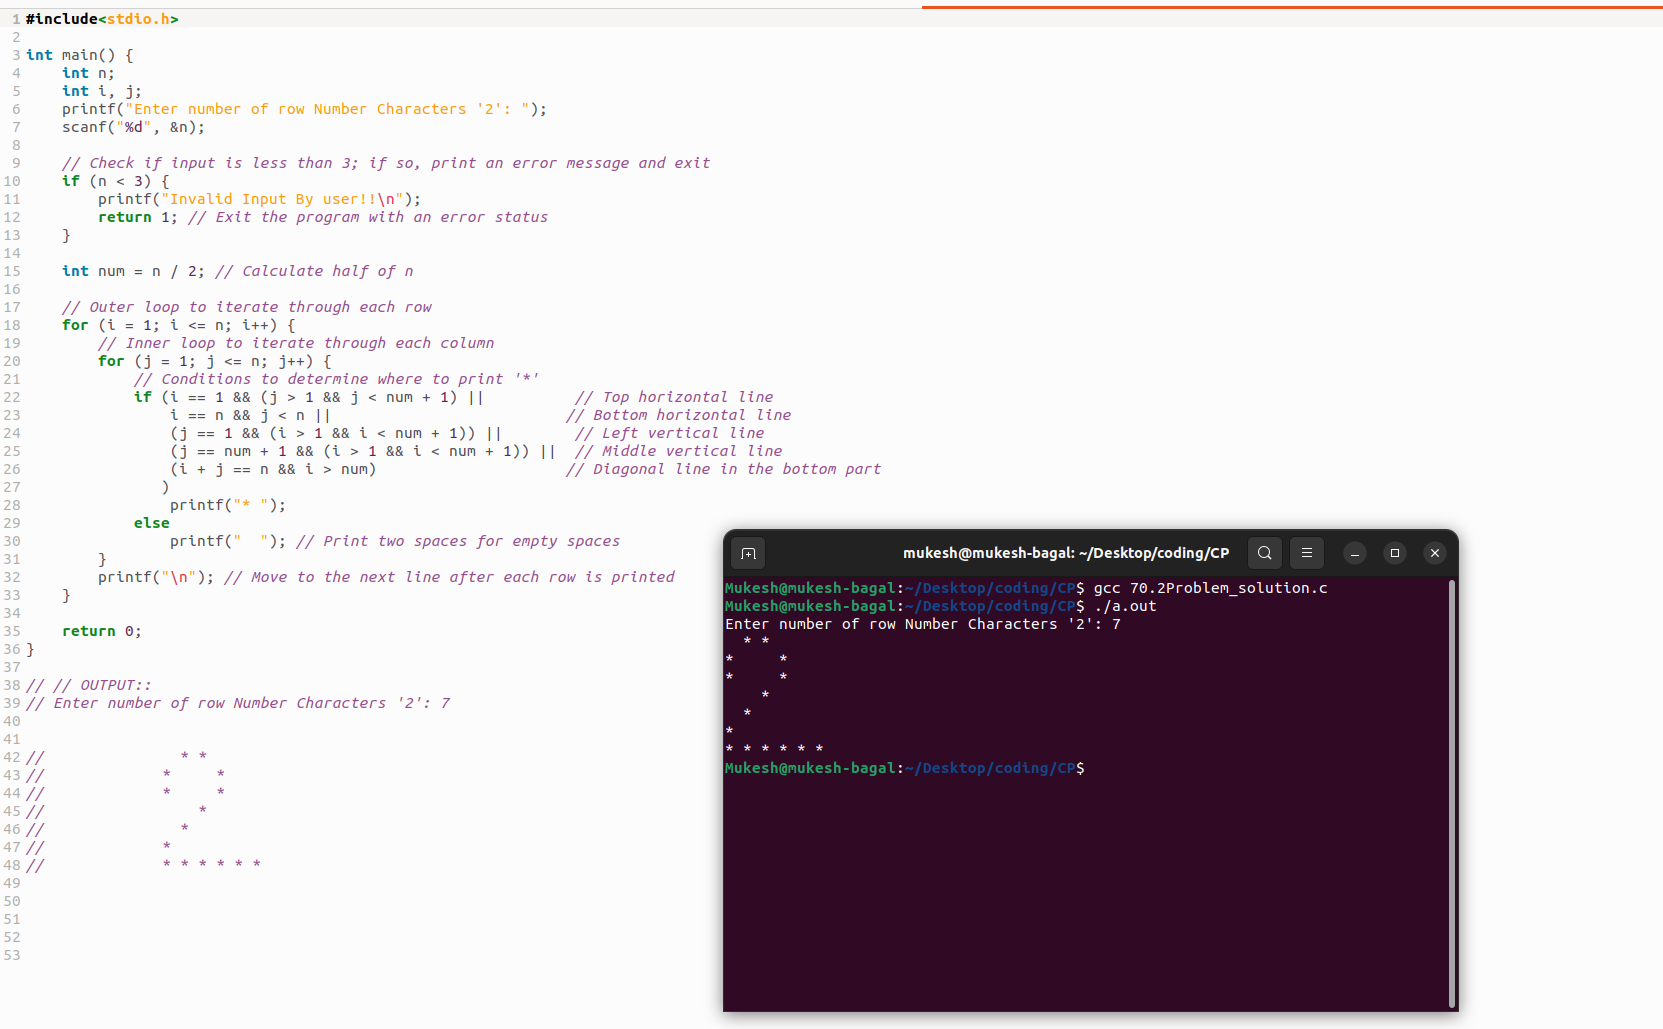 1 #include<stdio.h>
2
3 int main() {
4     int n;
5     int i, j;
6     printf("Enter number of row Number Characters '2': ");
7     scanf("%d", &n);
8
9     // Check if input is less than 3; if so, print an error message and exit
10     if (n < 3) {
11         printf("Invalid Input By user!!\n");
12         return 1; // Exit the program with an error status
13     }
14
15     int num = n / 2; // Calculate half of n
16
17     // Outer loop to iterate through each row
18     for (i = 1; i <= n; i++) {
19         // Inner loop to iterate through each column
20         for (j = 1; j <= n; j++) {
21             // Conditions to determine where to print '*'
22             if (i == 1 && (j > 1 && j < num + 1) ||          // Top horizontal line
23                 i == n && j < n ||                          // Bottom horizontal line
24                 (j == 1 && (i > 1 && i < num + 1)) ||        // Left vertical line
25                 (j == num + 1 && (i > 1 && i < num + 1)) ||  // Middle vertical line
26                 (i + j == n && i > num)                     // Diagonal line in the bottom part
27                )
28                 printf("* ");
29             else
30                 printf("  "); // Print two spaces for empty spaces
31         }
32         printf("\n"); // Move to the next line after each row is printed
33     }
34
35     return 0;
36 }
37
38 // // OUTPUT::
39 // Enter number of row Number Characters '2': 7
40
41
42 //               * *
43 //             *     *
44 //             *     *
45 //                 *
46 //               *
47 //             *
48 //             * * * * * *
49
50
51
52
53
mukesh@mukesh-bagal: ~/Desktop/coding/CP
Mukesh@mukesh-bagal:~/Desktop/coding/CP$ gcc 70.2Problem_solution.c
Mukesh@mukesh-bagal:~/Desktop/coding/CP$ ./a.out
Enter number of row Number Characters '2': 7
  * *
*     *
*     *
    *
  *
*
* * * * * *
Mukesh@mukesh-bagal:~/Desktop/coding/CP$